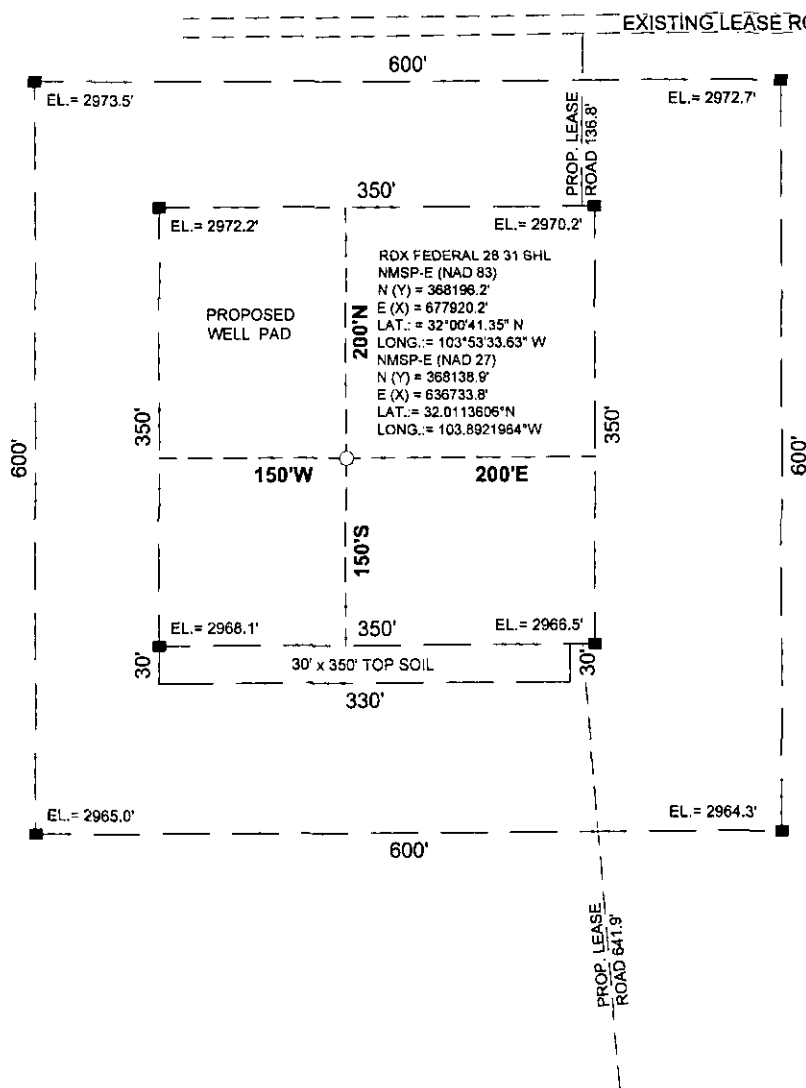 EXISTING LEASE RO
600'
EL.= 2973.5'
EL.= 2972.7'
PROP. LEASE
ROAD 136.8'
350'
EL.= 2972.2'
EL.= 2970.2'
RDX FEDERAL 28 31 SHL
NMSP-E (NAD 83)
N (Y) = 368196.2'
E (X) = 677920.2'
LAT.: = 32°00'41.35" N
LONG.:= 103°53'33.63" W
NMSP-E (NAD 27)
N (Y) = 368138.9'
E (X) = 636733.8'
LAT.:= 32.0113606°N
LONG.:= 103.8921964°W
PROPOSED
WELL PAD
200'N
350'
350'
600'
600'
150'W
200'E
150'S
EL.= 2968.1'
350'
EL.= 2966.5'
30'
30' x 350' TOP SOIL
30'
330'
EL.= 2965.0'
EL.= 2964.3'
600'
PROP. LEASE
ROAD 641.9'